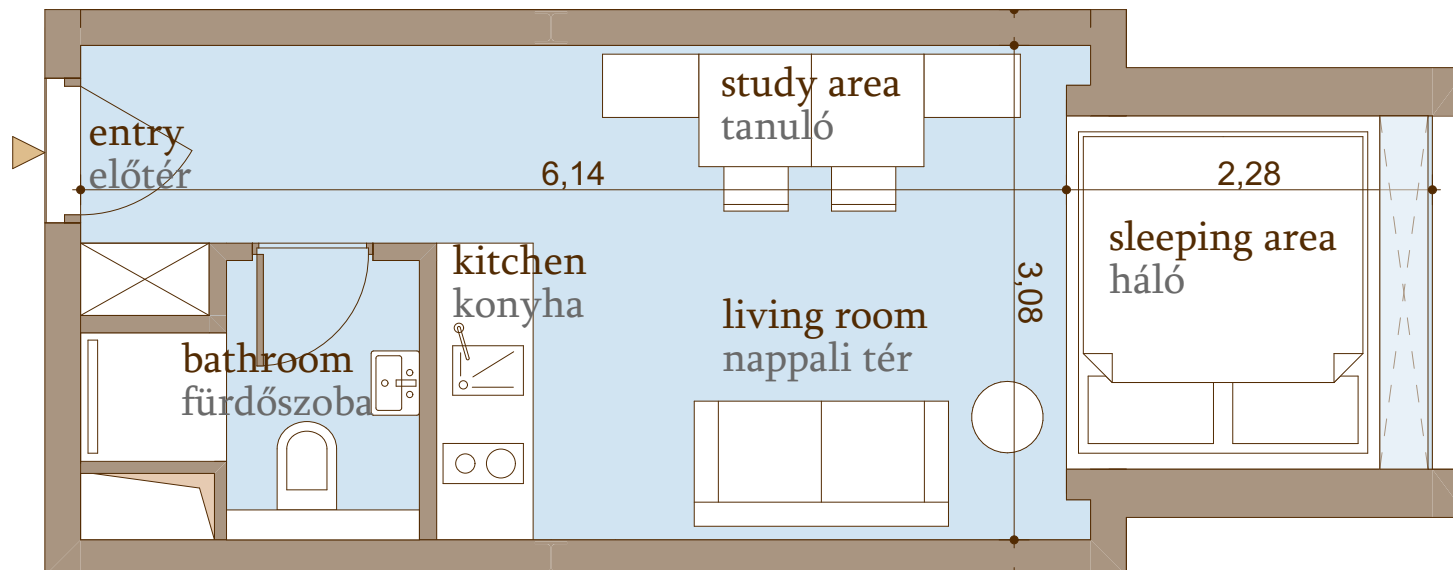 study area
tanuló
entry
előtér
6,14
2,28
sleeping area
háló
kitchen
konyha
3,08
living room
nappali tér
bathroom
fürdőszoba